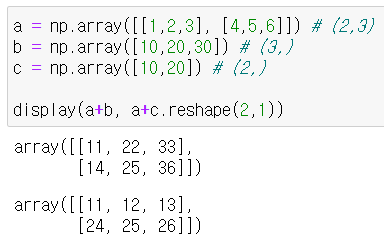 a = np.array([[1,2,3], [4,5,6]]) # (2,3)
b = np.array([10,20,30]) # (3,)
c = np.array([10,20]) # (2,)
display(a+b, a+c.reshape(2,1))
array([[11, 22, 33],
[14, 25, 36]])
array([[11, 12, 13],
[24, 25, 26]])